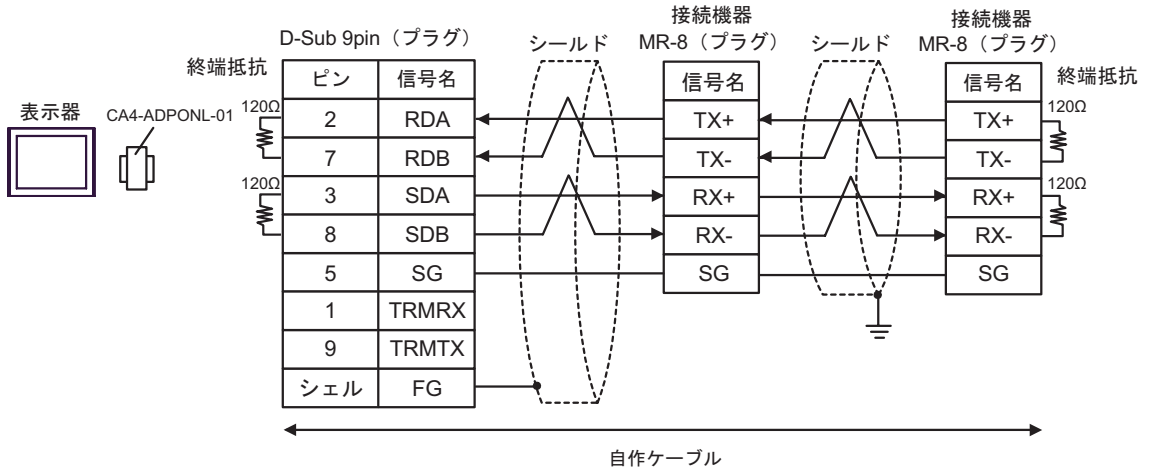 接続機器
接続機器
D-Sub 9pin（プラグ）
シールド
MR-8（プラグ）
シールド
MR-8（プラグ）
終端抵抗
ピン 信号名
信号名
信号名
終端抵抗
表示器
CA4-ADPONL-01
120Ω
2 RDA
TX+
TX+
120Ω
7 RDB
TX-
TX-
120Ω
3 SDA
RX+
RX+
120Ω
8 SDB
RX-
RX-
5 SG
SG
SG
1 TRMRX
9 TRMTX
シェル FG
自作ケーブル